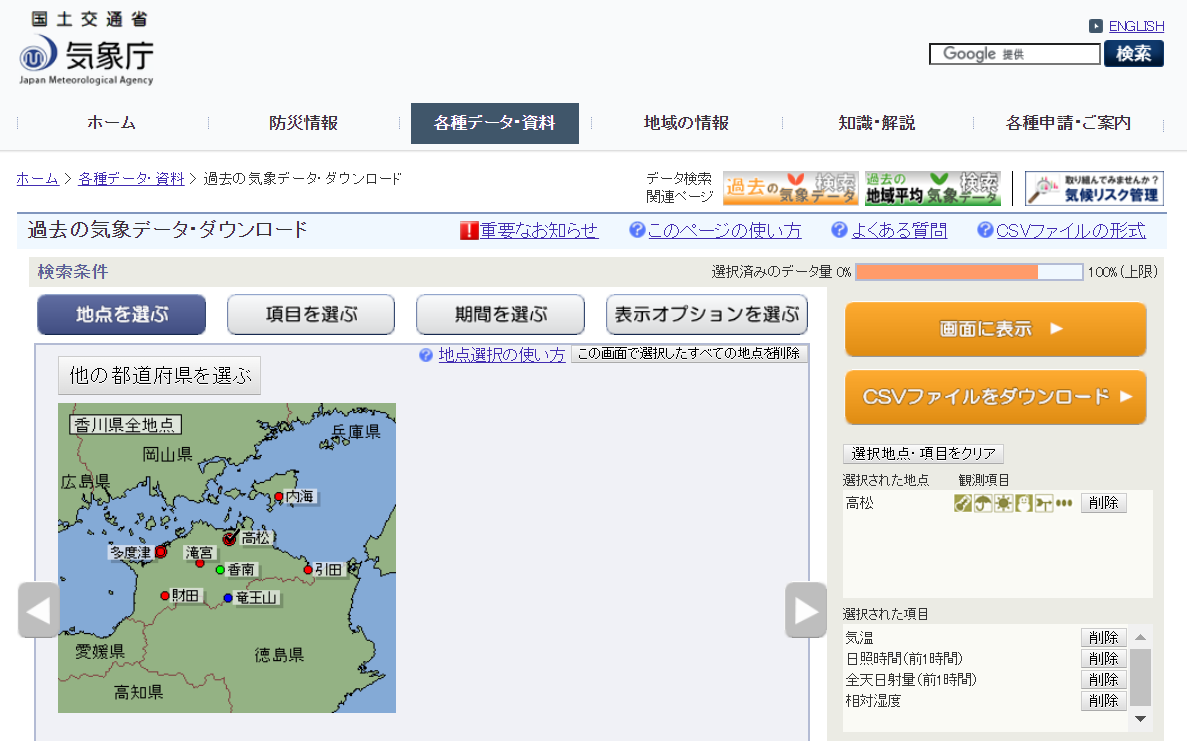 国土交通省
気象庁
Japan Meteorological Agency
ENGLISH
Google 提供
検索
ホーム
防災情報
各種データ・資料
地域の情報
知識・解説
各種申請・ご案内
ホーム > 各種データ・資料 > 過去の気象データ・ダウンロード
データ検索
関連ページ
過去の気象データ 検索
過去の地域平均気象データ 検索
取り組んでみませんか？
気候リスク管理
過去の気象データ・ダウンロード
重要なお知らせ
このページの使い方
よくある質問
CSVファイルの形式
検索条件
選択済みのデータ量 0%
100%(上限)
地点を選ぶ
項目を選ぶ
期間を選ぶ
表示オプションを選ぶ
地点選択の使い方
この画面で選択したすべての地点を削除
他の都道府県を選ぶ
香川県全地点
兵庫県
岡山県
広島県
内海
高松
多度津
滝宮
香南
引田
財田
竜王山
愛媛県
徳島県
高知県
画面に表示
CSVファイルをダウンロード
選択地点・項目をクリア
選択された地点 観測項目
高松 削除
選択された項目
気温 削除
日照時間(前1時間) 削除
全天日射量(前1時間) 削除
相対湿度 削除